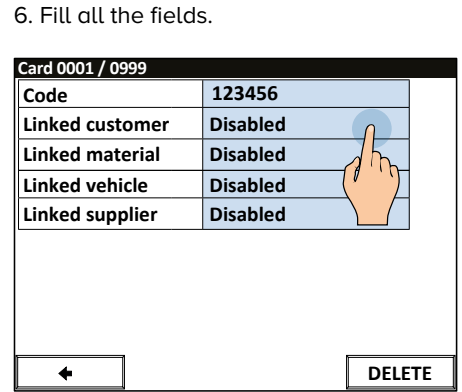 6. Fill all the fields.
Card 0001 / 0999
Code 123456
Linked customer Disabled
Linked material Disabled
Linked vehicle Disabled
Linked supplier Disabled
DELETE